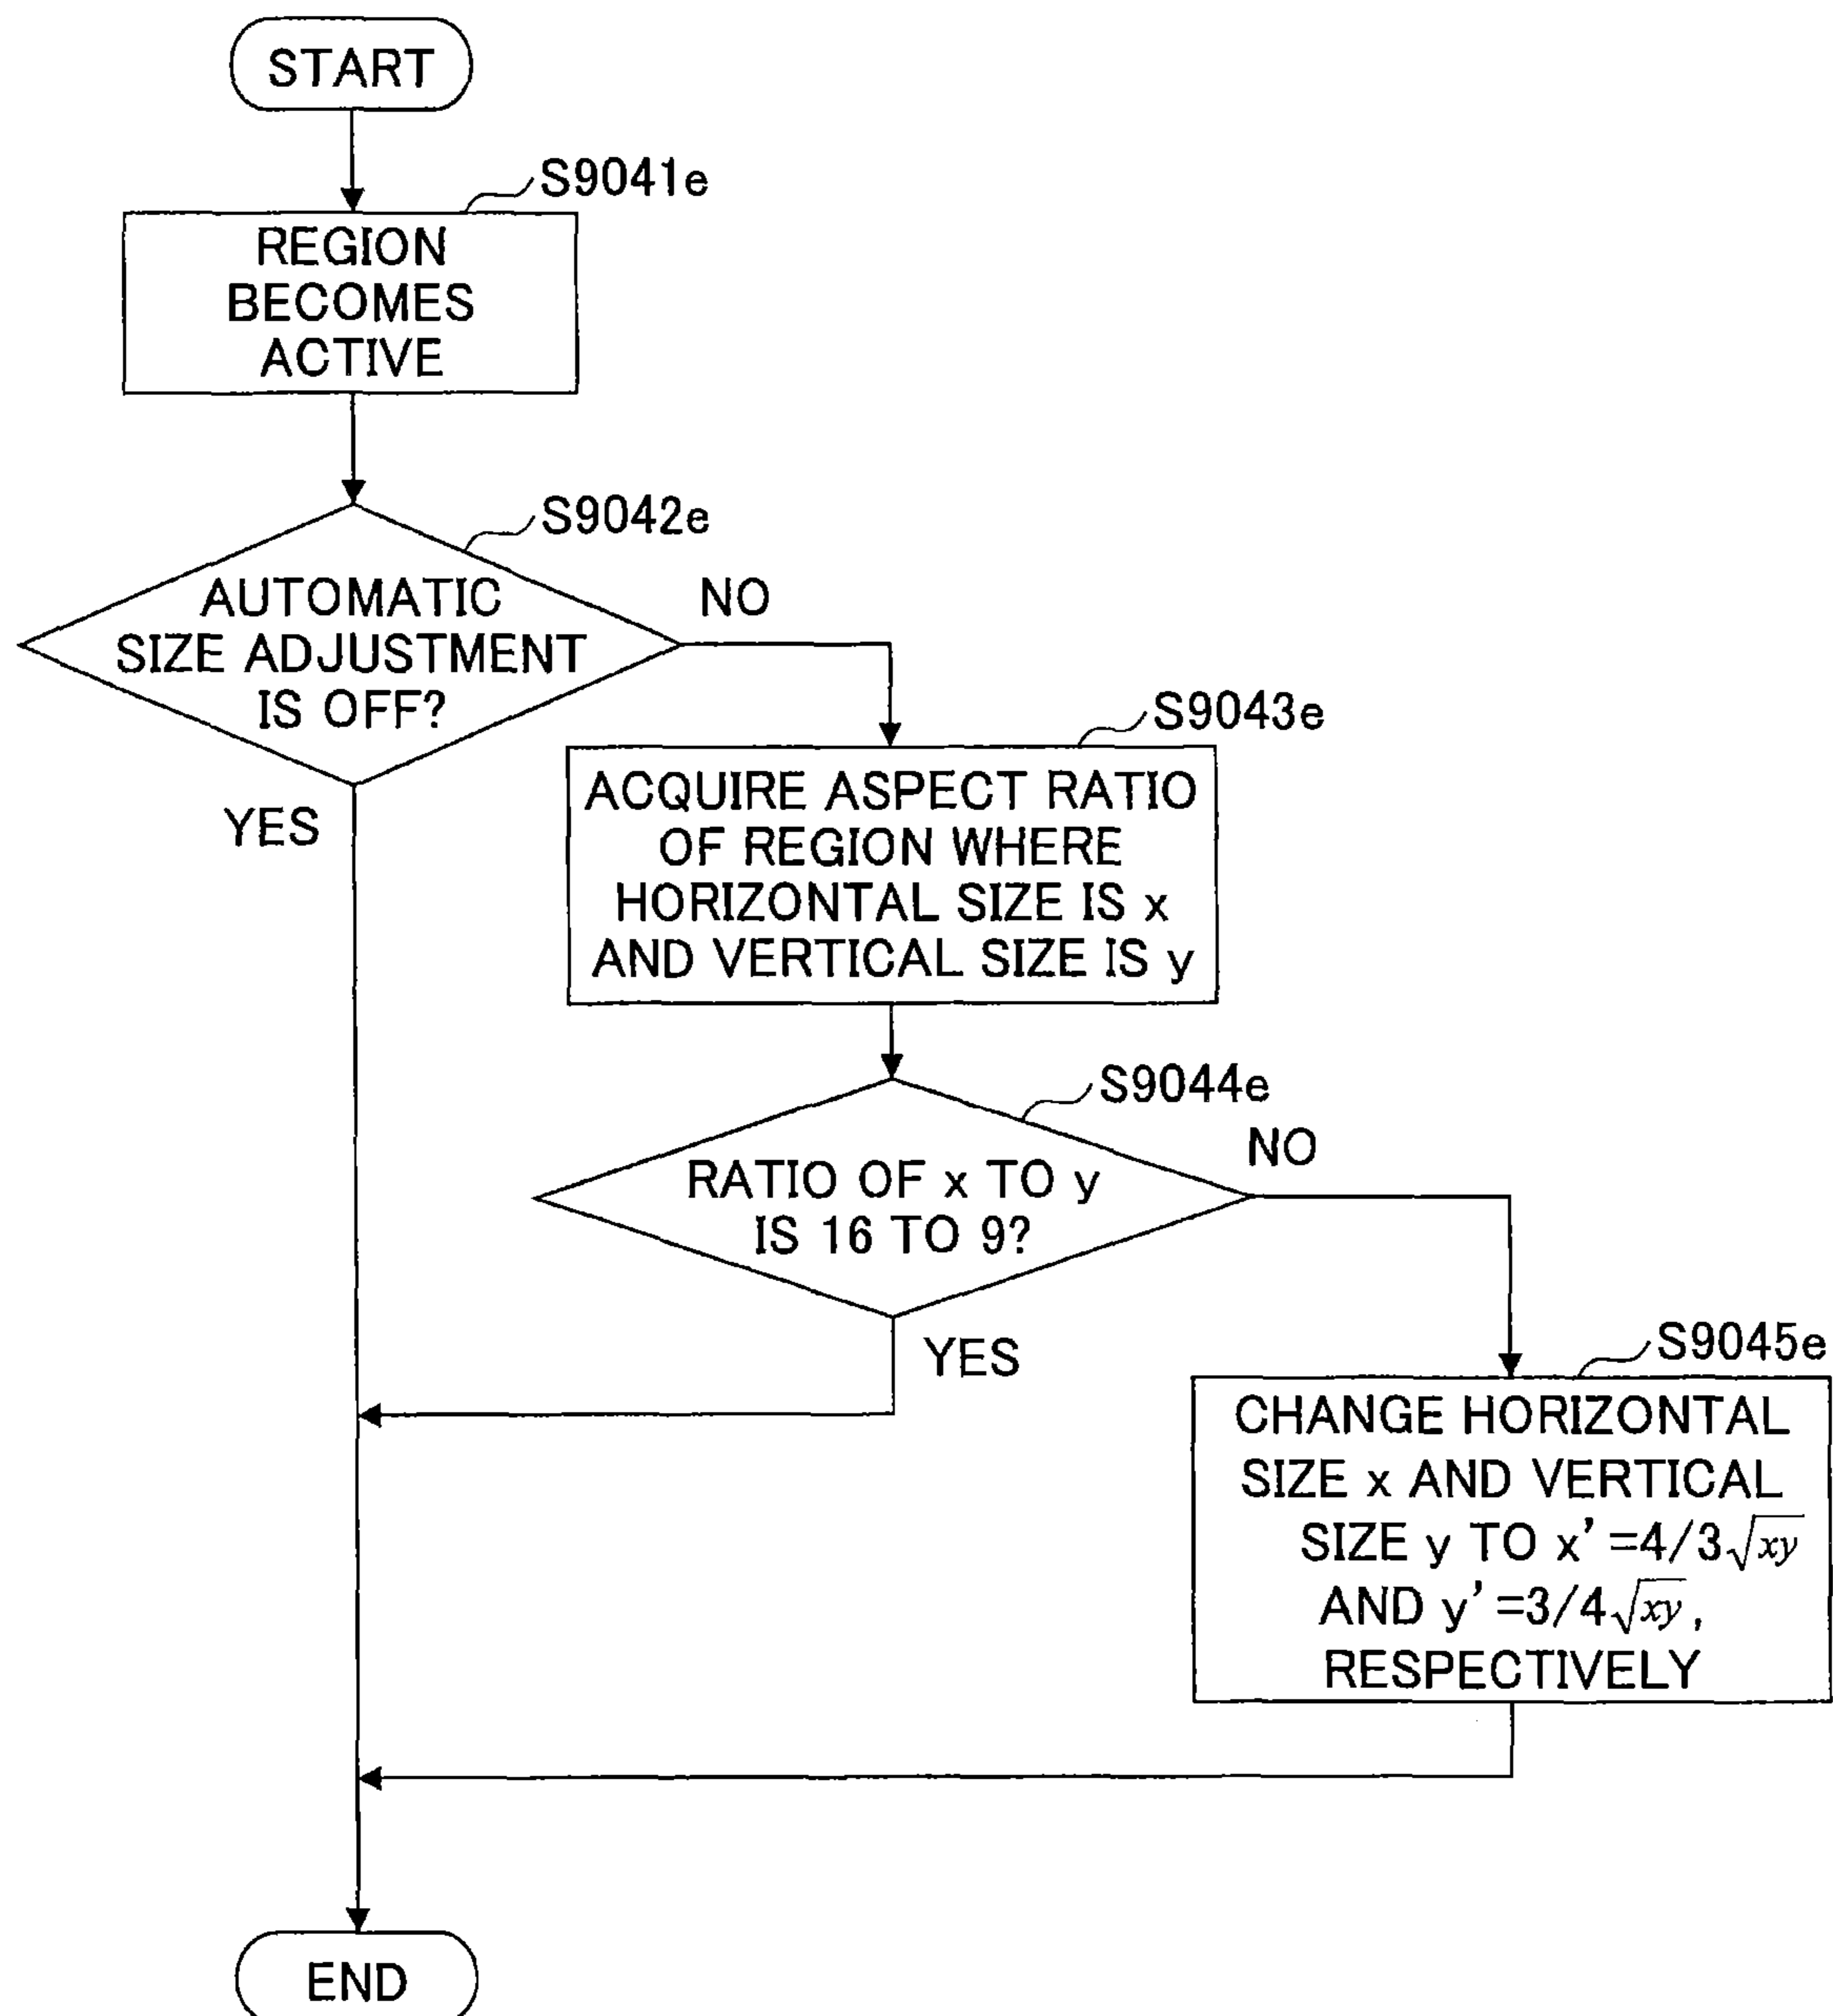 START
S9041e
REGION
BECOMES
ACTIVE
S9042e
AUTOMATIC
SIZE ADJUSTMENT
IS OFF?
NO
YES
S9043e
ACQUIRE ASPECT RATIO
OF REGION WHERE
HORIZONTAL SIZE IS x
AND VERTICAL SIZE IS y
S9044e
RATIO OF x TO y
IS 16 TO 9?
NO
YES
S9045e
CHANGE HORIZONTAL
SIZE x AND VERTICAL
SIZE y TO x'=4/3√xy
AND y'=3/4√xy,
RESPECTIVELY
END